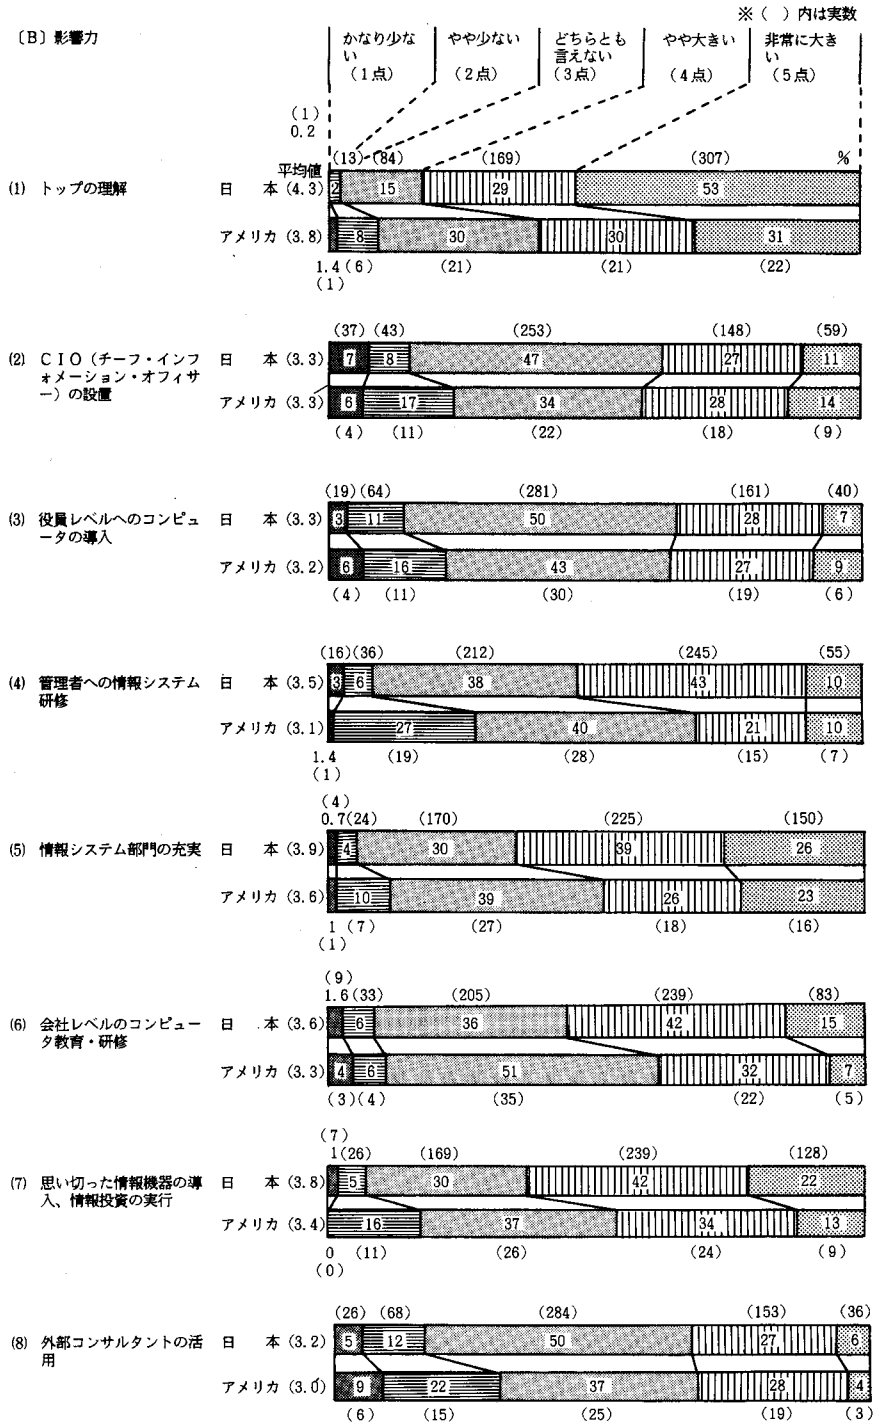 ※（　）内は実数
〔B〕影響力
かなり少な　やや少ない　どちらとも　やや大きい　非常に大き
い　言えない　い
（1点）　（2点）　（3点）　（4点）　（5点）
(1)
0.2
(13) (84) (169) (307) ％
平均値
(1) トップの理解　日　本 (4.3) 2 15 29 53
アメリカ (3.8) 8 30 30 31
1.4 (6) (21) (21) (22)
(1)
(37) (43) (253) (148) (59)
(2) ＣＩＯ（チーフ・インフ　日　本 (3.3) 7 8 47 27 11
ォメーション・オフィサ
ー）の設置　アメリカ (3.3) 6 17 34 28 14
(4) (11) (22) (18) (9)
(19) (64) (281) (161) (40)
(3) 役員レベルへのコンピュ　日　本 (3.3) 3 11 50 28 7
ータの導入
アメリカ (3.2) 6 16 43 27 9
(4) (11) (30) (19) (6)
(16) (36) (212) (245) (55)
(4) 管理者への情報システム　日　本 (3.5) 3 6 38 43 10
研修
アメリカ (3.1) 27 40 21 10
1.4 (19) (28) (15) (7)
(1)
(4)
0.7 (24) (170) (225) (150)
(5) 情報システム部門の充実　日　本 (3.9) 4 30 39 26
アメリカ (3.6) 10 39 26 23
1 (7) (27) (18) (16)
(1)
(9)
1.6 (33) (205) (239) (83)
(6) 会社レベルのコンピュー　日　本 (3.6) 6 36 42 15
タ教育・研修
アメリカ (3.3) 4 6 51 32 7
(3) (4) (35) (22) (5)
(7)
1 (26) (169) (239) (128)
(7) 思い切った情報機器の導　日　本 (3.8) 5 30 42 22
入、情報投資の実行
アメリカ (3.4) 16 37 34 13
0 (11) (26) (24) (9)
(0)
(26) (68) (284) (153) (36)
(8) 外部コンサルタントの活　日　本 (3.2) 5 12 50 27 6
用
アメリカ (3.0) 9 22 37 28 4
(6) (15) (25) (19) (3)